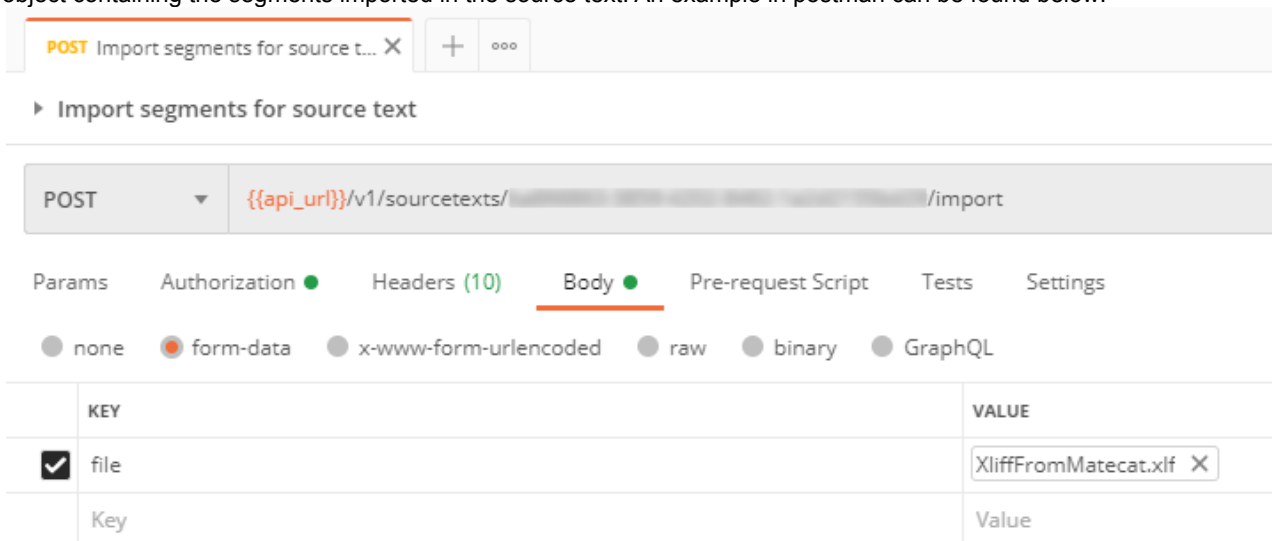 object containing the segments imported in the source text. An example in postman can be found below:
POST Import segments for source t... × + ooo
Import segments for source text
POST {{api_url}}/v1/sourcetexts/ /import
Params Authorization Headers (10) Body Pre-request Script Tests Settings
none form-data x-www-form-urlencoded raw binary GraphQL
KEY VALUE
file XliffFromMatecat.xlf ×
Key Value